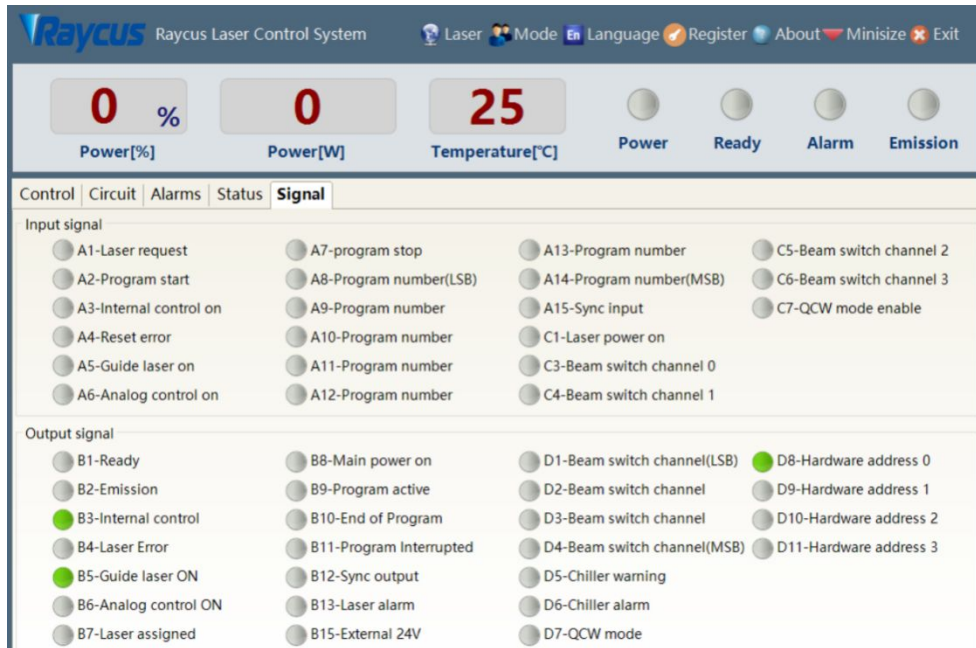 Raycus Raycus Laser Control System Laser Mode En Language Register About Minisize Exit
0 % 0 25
Power[%] Power[W] Temperature[℃] Power Ready Alarm Emission
Control Circuit Alarms Status Signal
Input signal
A1-Laser request A7-program stop A13-Program number C5-Beam switch channel 2
A2-Program start A8-Program number(LSB) A14-Program number(MSB) C6-Beam switch channel 3
A3-Internal control on A9-Program number A15-Sync input C7-QCW mode enable
A4-Reset error A10-Program number C1-Laser power on
A5-Guide laser on A11-Program number C3-Beam switch channel 0
A6-Analog control on A12-Program number C4-Beam switch channel 1
Output signal
B1-Ready B8-Main power on D1-Beam switch channel(LSB) D8-Hardware address 0
B2-Emission B9-Program active D2-Beam switch channel D9-Hardware address 1
B3-Internal control B10-End of Program D3-Beam switch channel D10-Hardware address 2
B4-Laser Error B11-Program Interrupted D4-Beam switch channel(MSB) D11-Hardware address 3
B5-Guide laser ON B12-Sync output D5-Chiller warning
B6-Analog control ON B13-Laser alarm D6-Chiller alarm
B7-Laser assigned B15-External 24V D7-QCW mode